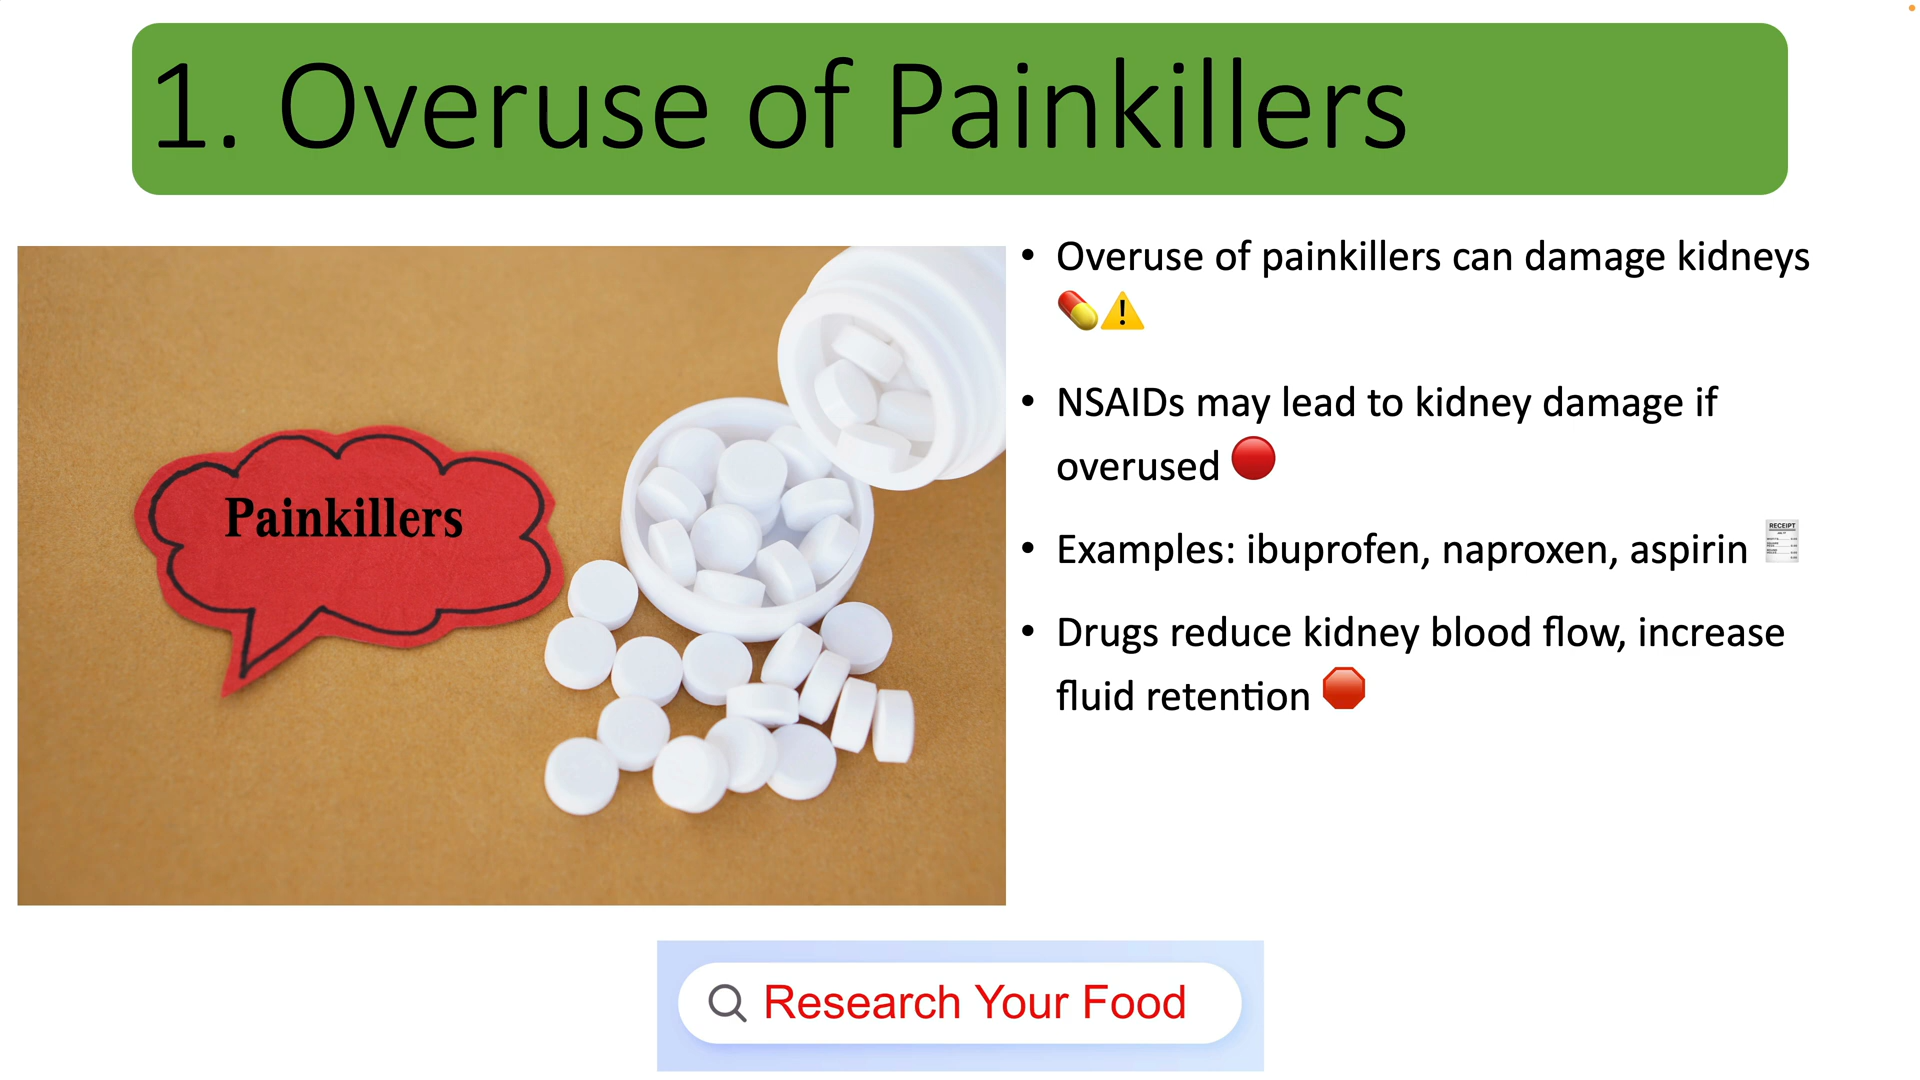 1. Overuse of Painkillers
• Overuse of painkillers can damage kidneys
💊⚠️
• NSAIDs may lead to kidney damage if
overused 🔴
• Examples: ibuprofen, naproxen, aspirin 🧾
• Drugs reduce kidney blood flow, increase
fluid retention 🛑
Painkillers
RECEIPT
Research Your Food